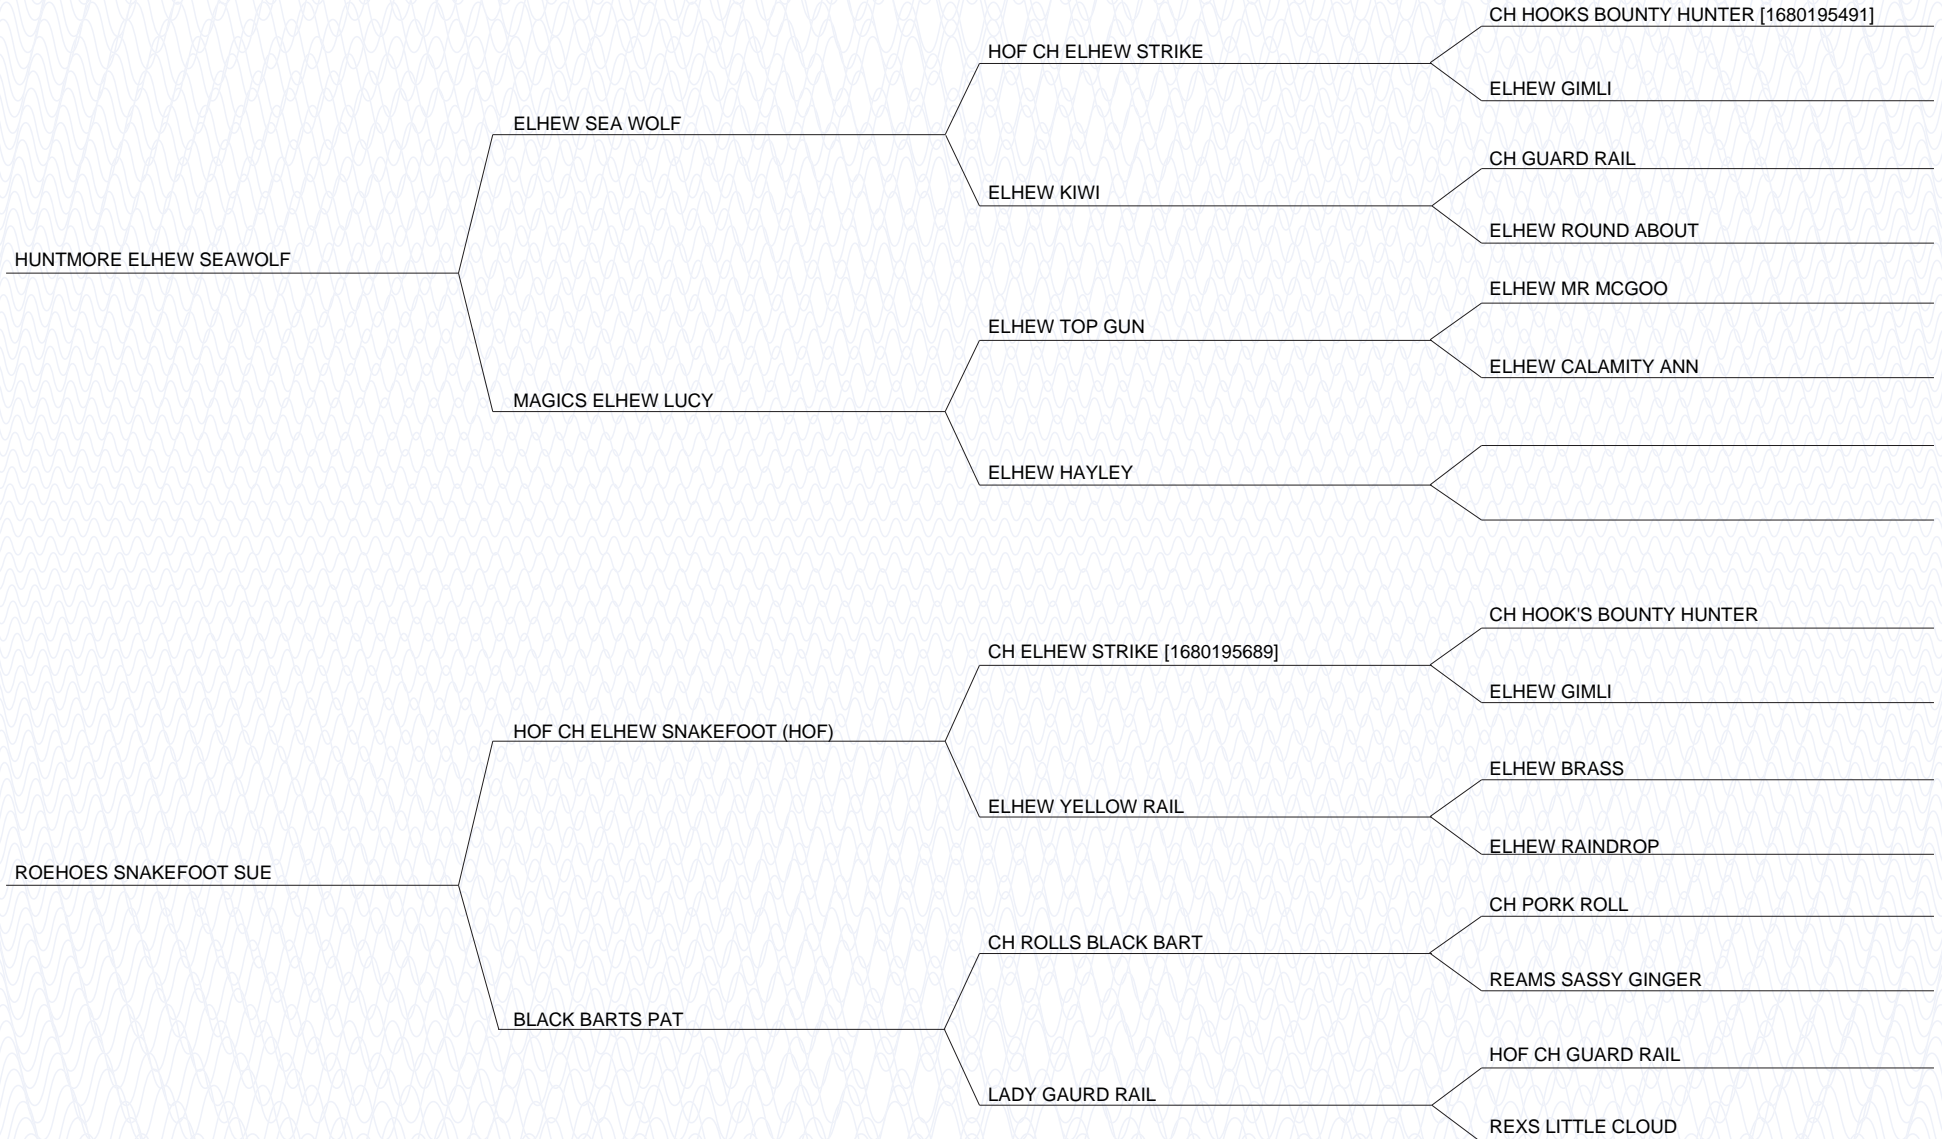 CH HOOKS BOUNTY HUNTER [1680195491]
HOF CH ELHEW STRIKE
ELHEW GIMLI
ELHEW SEA WOLF
CH GUARD RAIL
ELHEW KIWI
ELHEW ROUND ABOUT
HUNTMORE ELHEW SEAWOLF
ELHEW MR MCGOO
ELHEW TOP GUN
ELHEW CALAMITY ANN
MAGICS ELHEW LUCY
ELHEW HAYLEY
CH HOOK'S BOUNTY HUNTER
CH ELHEW STRIKE [1680195689]
ELHEW GIMLI
HOF CH ELHEW SNAKEFOOT (HOF)
ELHEW BRASS
ELHEW YELLOW RAIL
ELHEW RAINDROP
ROEHOES SNAKEFOOT SUE
CH PORK ROLL
CH ROLLS BLACK BART
REAMS SASSY GINGER
BLACK BARTS PAT
HOF CH GUARD RAIL
LADY GAURD RAIL
REXS LITTLE CLOUD